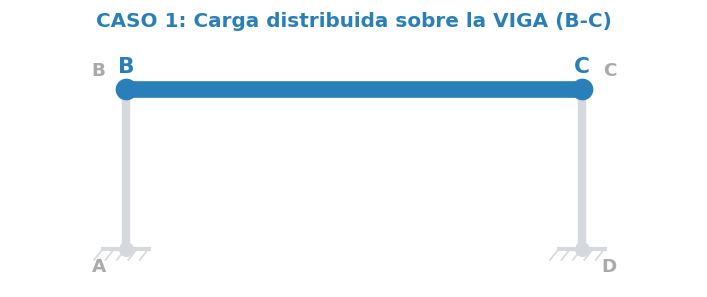 CASO 1: Carga distribuida sobre la VIGA (B-C)
B B C C
A D